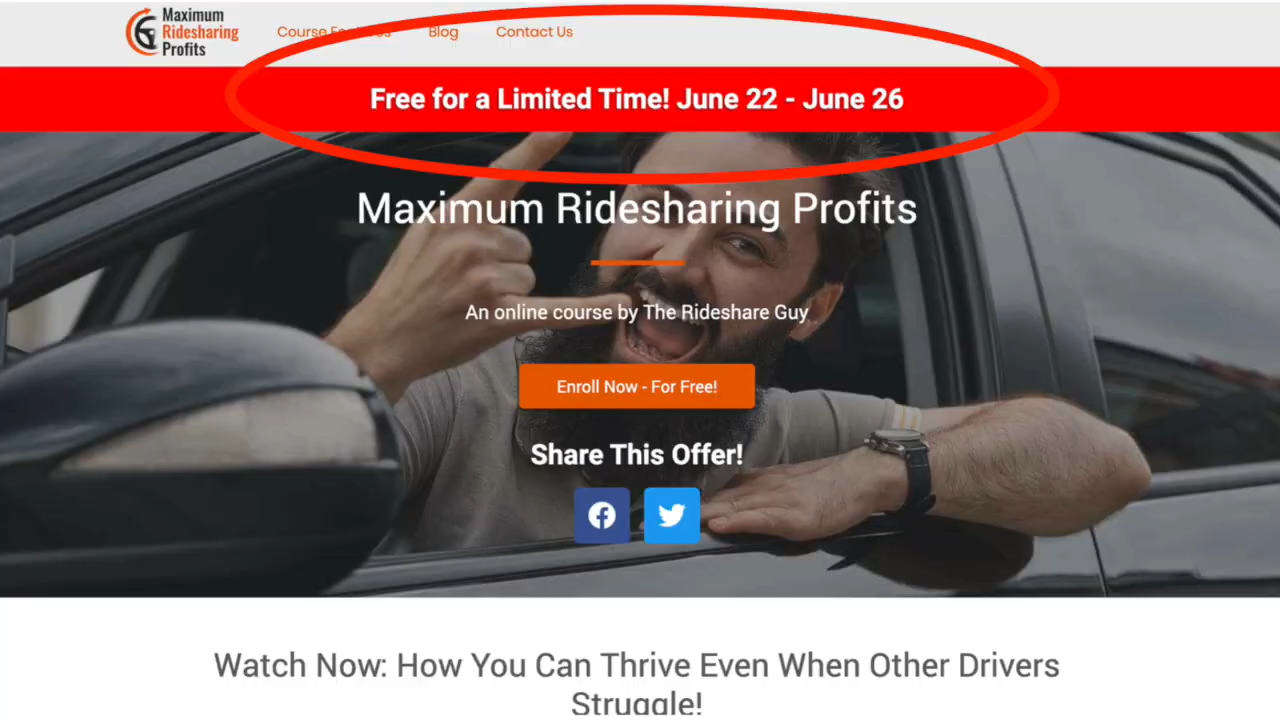 Maximum
Ridesharing
Profits
Course Features
Blog
Contact Us
Free for a Limited Time! June 22 - June 26
Maximum Ridesharing Profits
An online course by The Rideshare Guy
Enroll Now - For Free!
Share This Offer!
Watch Now: How You Can Thrive Even When Other Drivers
Struggle!